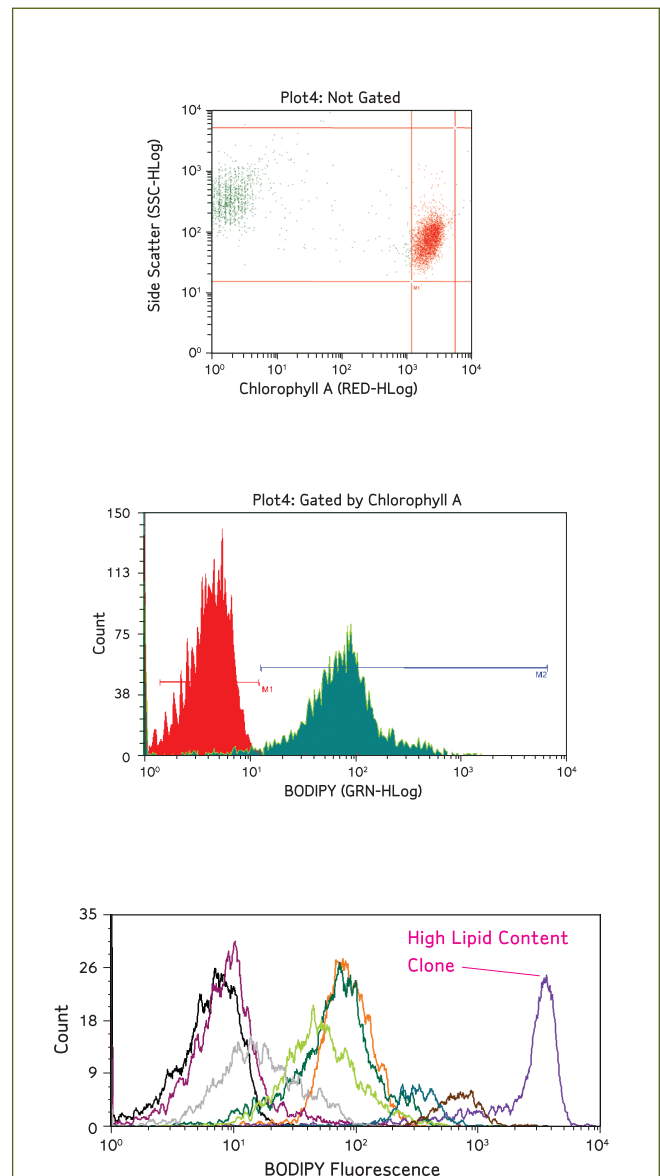 Plot4: Not Gated
10⁴
10³
10²
10¹
0⁰
Side Scatter (SSC-HLog)
M1
10⁰ 10¹ 10² 10³ 10⁴
Chlorophyll A (RED-HLog)
Plot4: Gated by Chlorophyll A
150
113
75
38
0
Count
M1
M2
10⁰ 10¹ 10² 10³ 10⁴
BODIPY (GRN-HLog)
35
26
18
9
0
Count
High Lipid Content
Clone
10⁰ 10¹ 10² 10³ 10⁴
BODIPY Fluorescence